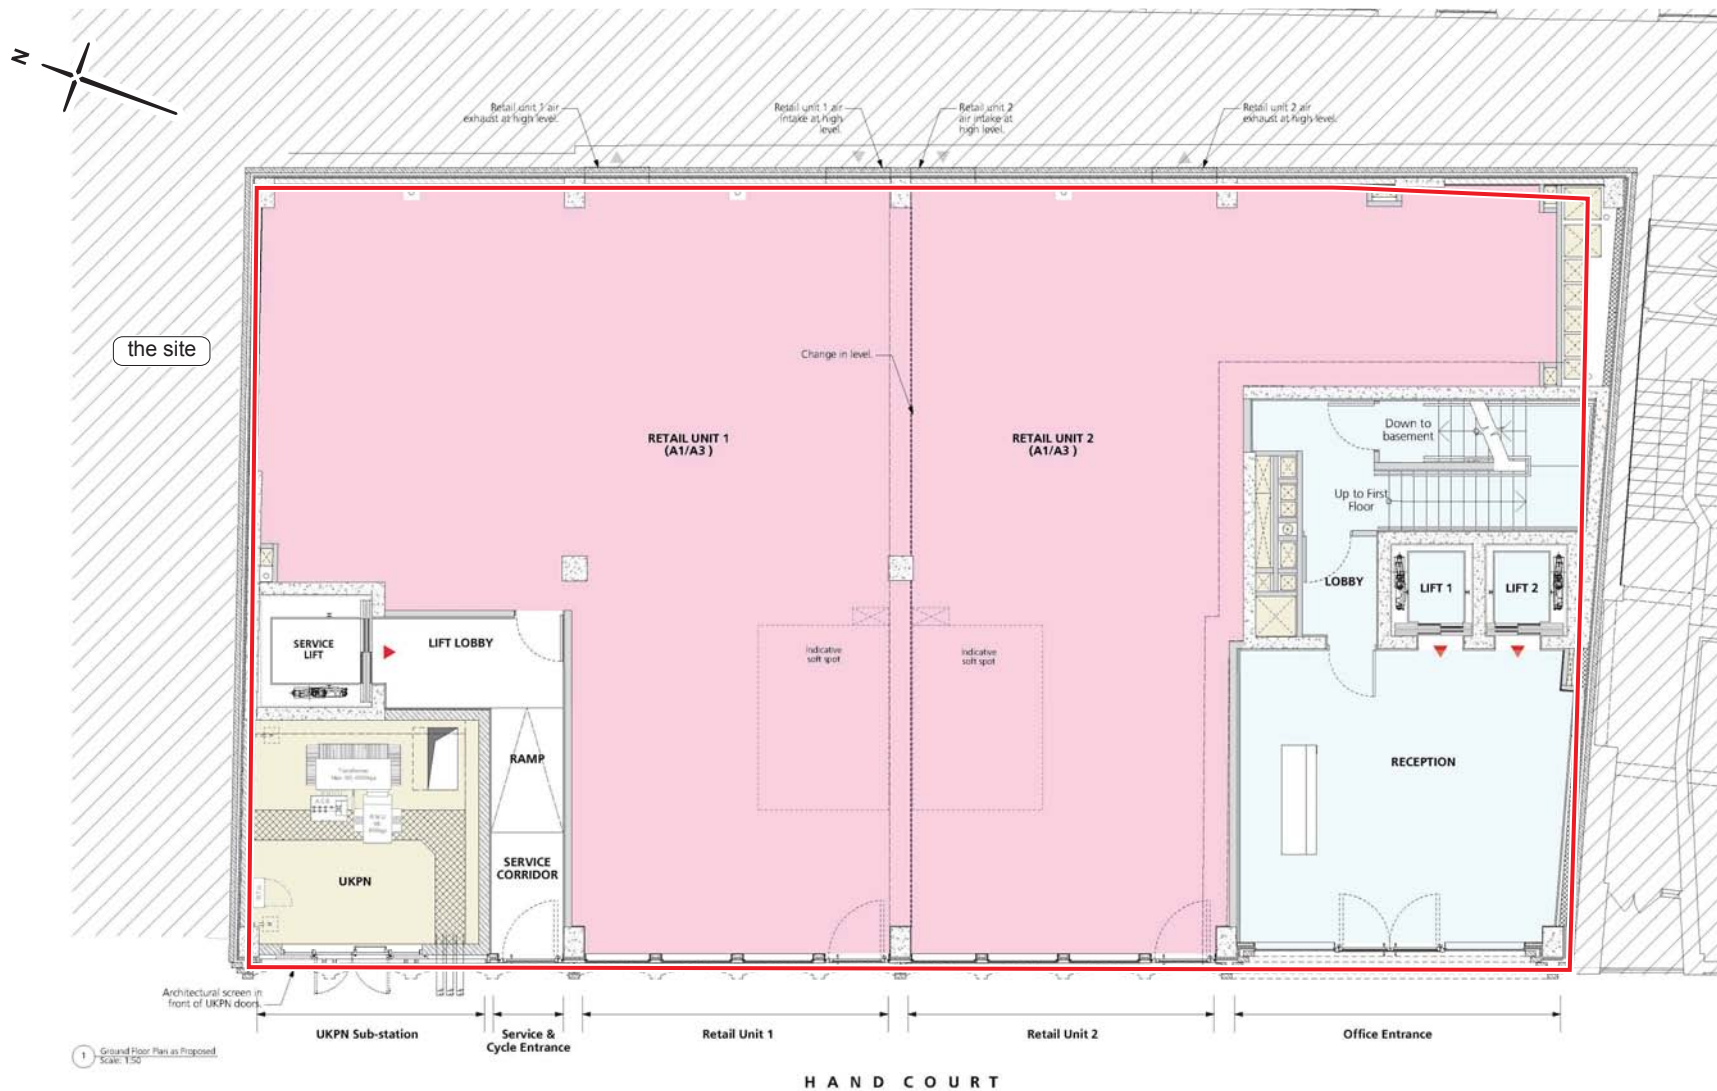 N
Retail unit 1 air
exhaust at high level.
Retail unit 1 air
intake at high
level.
Retail unit 2
air intake at
high level.
Retail unit 2 air
exhaust at high level.
the site
Change in level.
RETAIL UNIT 1
(A1/A3 )
RETAIL UNIT 2
(A1/A3 )
Down to
basement
Up to First
Floor
LOBBY
LIFT 1
LIFT 2
SERVICE
LIFT
LIFT LOBBY
Indicative
soft spot
Indicative
soft spot
RAMP
RECEPTION
Transformer
SERVICE
CORRIDOR
UKPN
Architectural screen in
front of UKPN doors.
UKPN Sub-station
Service &
Cycle Entrance
Retail Unit 1
Retail Unit 2
Office Entrance
1
Ground Floor Plan as Proposed
Scale: 1:50
HAND COURT